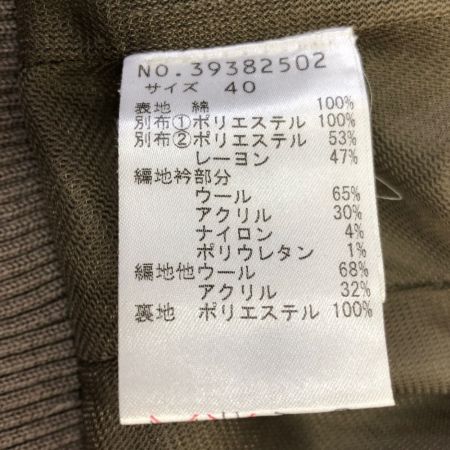 NO.39382502
サイズ 40
表地 綿 100%
別布①ポリエステル 100%
別布②ポリエステル 53%
レーヨン 47%
編地衿部分
ウール 65%
アクリル 30%
ナイロン 4%
ポリウレタン 1%
編地他ウール 68%
アクリル 32%
裏地 ポリエステル 100%